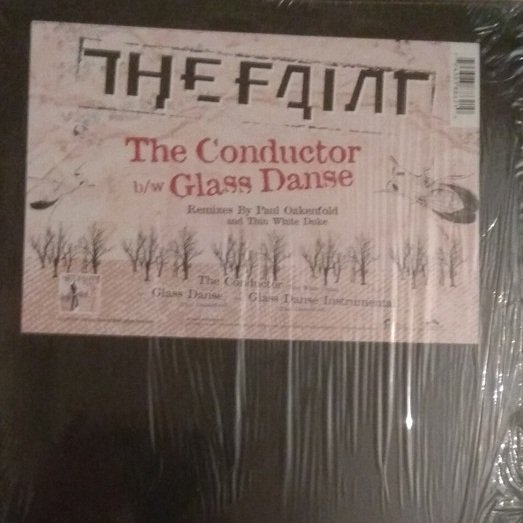 THE FAINT
The Conductor
b/w Glass Danse
Remixes By Paul Oakenfold
and Thin White Duke
The Conductor
Glass Danse Glass Danse Instrumental